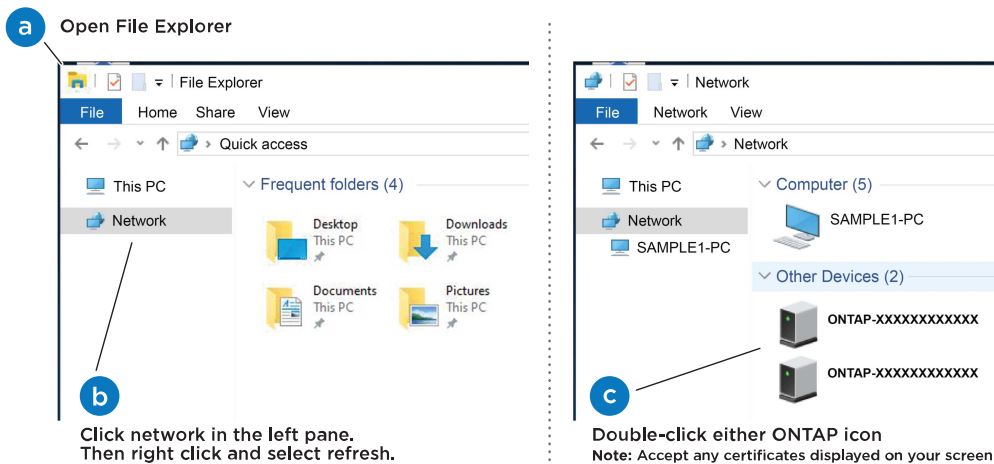 a Open File Explorer
File Explorer
File Home Share View
Quick access
This PC
Network
Frequent folders (4)
Desktop
This PC
Downloads
This PC
Documents
This PC
Pictures
This PC
b
Click network in the left pane.
Then right click and select refresh.
Network
File Network View
Network
This PC
Network
SAMPLE1-PC
Computer (5)
SAMPLE1-PC
Other Devices (2)
ONTAP-XXXXXXXXXXXX
ONTAP-XXXXXXXXXXXX
c
Double-click either ONTAP icon
Note: Accept any certificates displayed on your screen